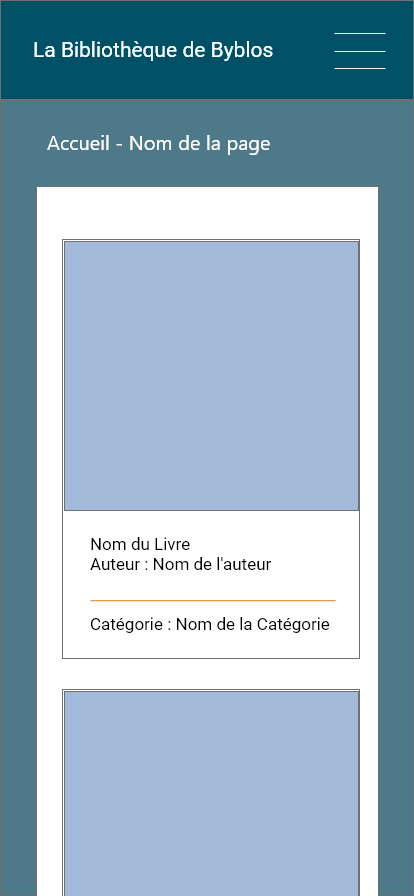 La Bibliothèque de Byblos
Accueil - Nom de la page
Nom du Livre
Auteur : Nom de l'auteur
Catégorie : Nom de la Catégorie